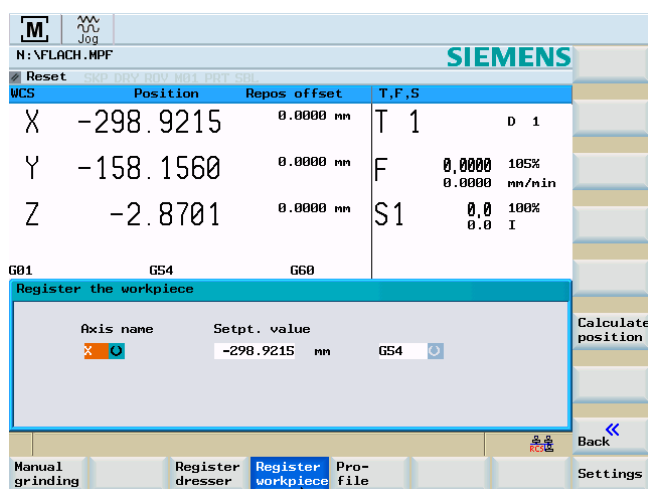 M
Jog
N:\FLACH.MPF
SIEMENS
Reset SKP DRY ROV M01 PRT SBL
WCS Position Repos offset T,F,S
X -298.9215 0.0000 mm T 1 D 1
Y -158.1560 0.0000 mm F 0.0000 105%
0.0000 mm/min
Z -2.8701 0.0000 mm S1 0.0 100%
0.0 I
G01 G54 G60
Register the workpiece
Axis name Setpt. value
X -298.9215 mm G54
Calculate
position
RCS
Back
Manual
grinding
Register
dresser
Register
workpiece
Pro-
file
Settings